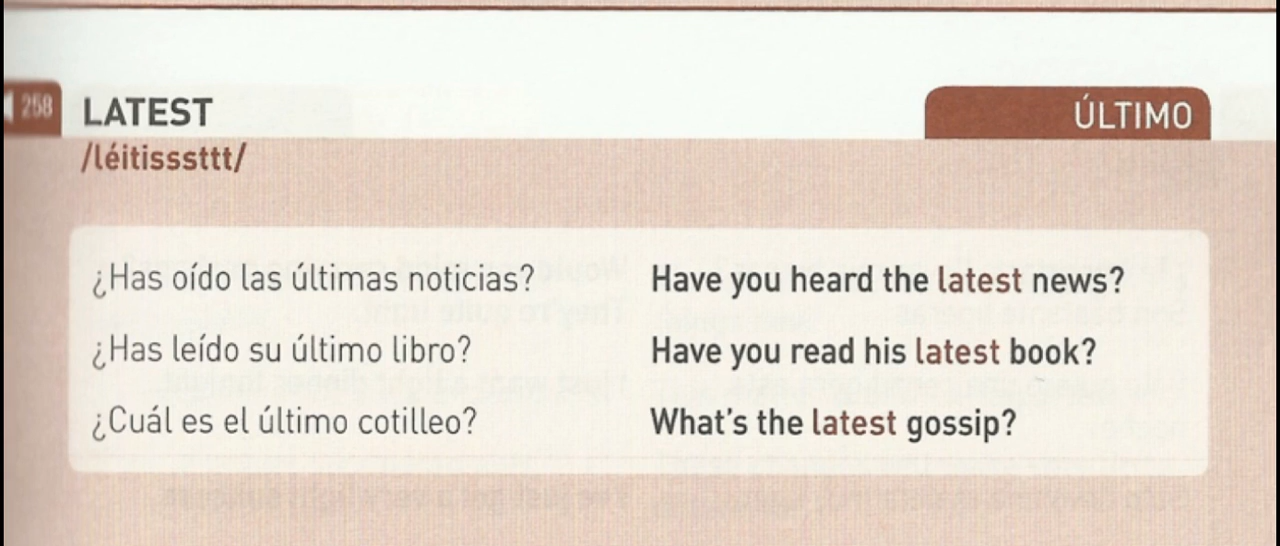 258 LATEST ÚLTIMO
/léitisssttt/
¿Has oído las últimas noticias? Have you heard the latest news?
¿Has leído su último libro? Have you read his latest book?
¿Cuál es el último cotilleo? What's the latest gossip?